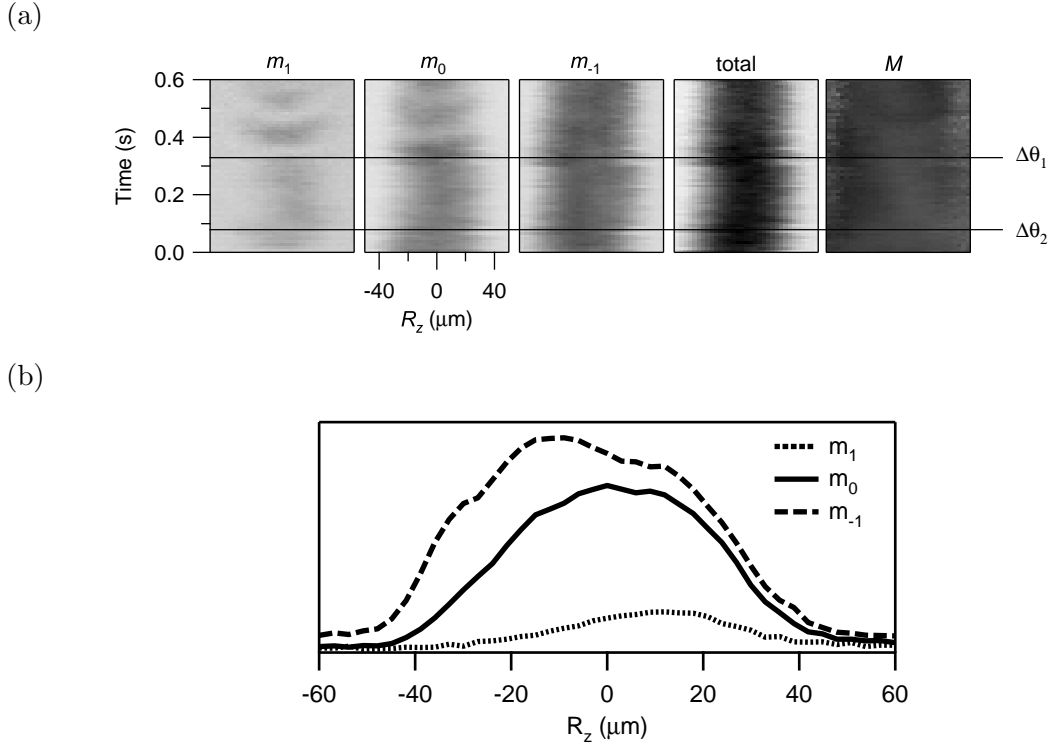 (a)
m1 m0 m-1 total M
0.6
0.4
0.2
0.0
Time (s)
Δθ1
Δθ2
-40 0 40
Rz (μm)
(b)
m1
m0
m-1
-60 -40 -20 0 20 40 60
Rz (μm)